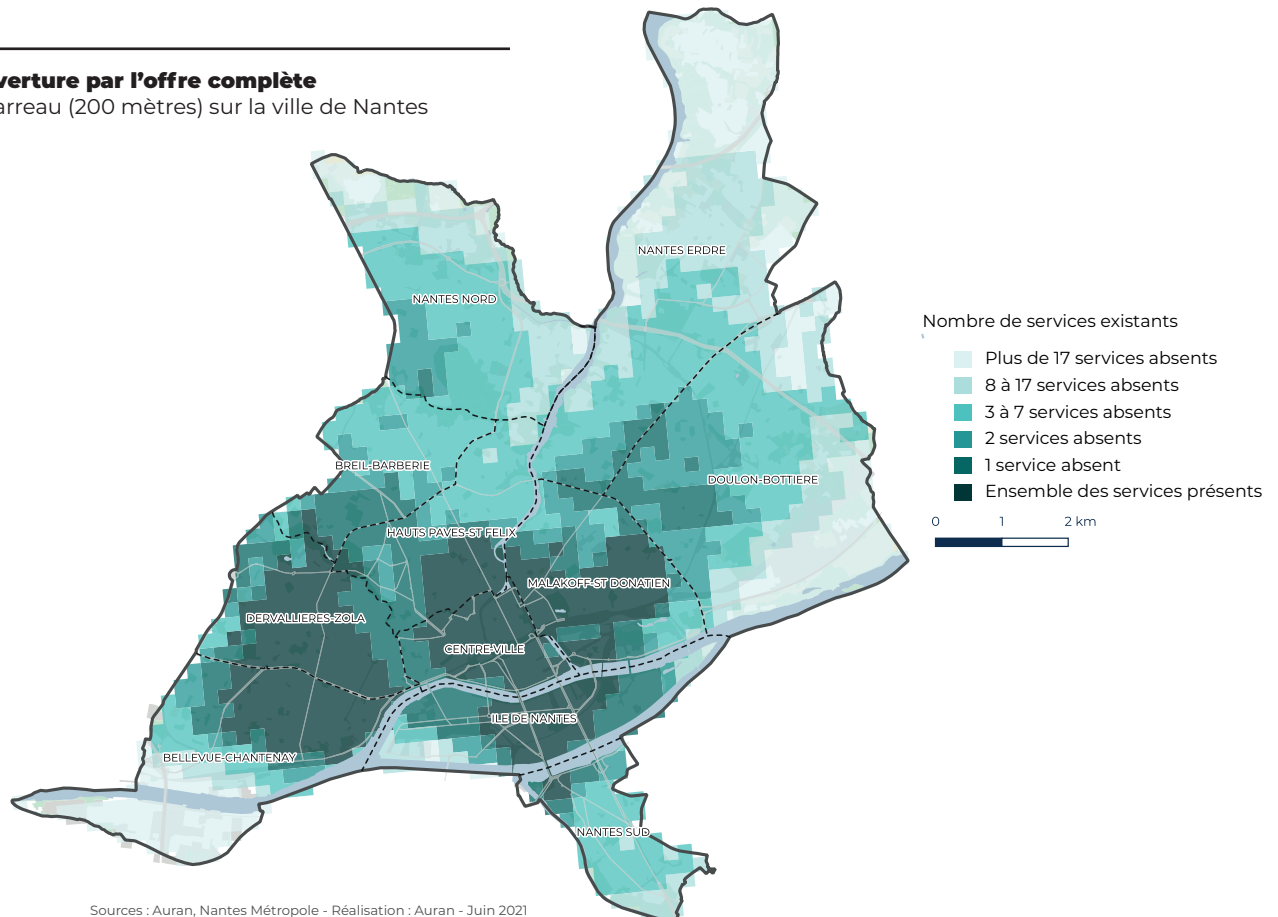 verture par l'offre complète
arreau (200 mètres) sur la ville de Nantes
NANTES ERDRE
NANTES NORD
Nombre de services existants
Plus de 17 services absents
8 à 17 services absents
3 à 7 services absents
2 services absents
1 service absent
Ensemble des services présents
0 1 2 km
BREIL-BARBERIE
DOULON-BOTTIERE
HAUTS PAVES-ST FELIX
MALAKOFF-ST DONATIEN
DERVALLIERES-ZOLA
CENTRE-VILLE
ILE DE NANTES
BELLEVUE-CHANTENAY
NANTES SUD
Sources : Auran, Nantes Métropole - Réalisation : Auran - Juin 2021